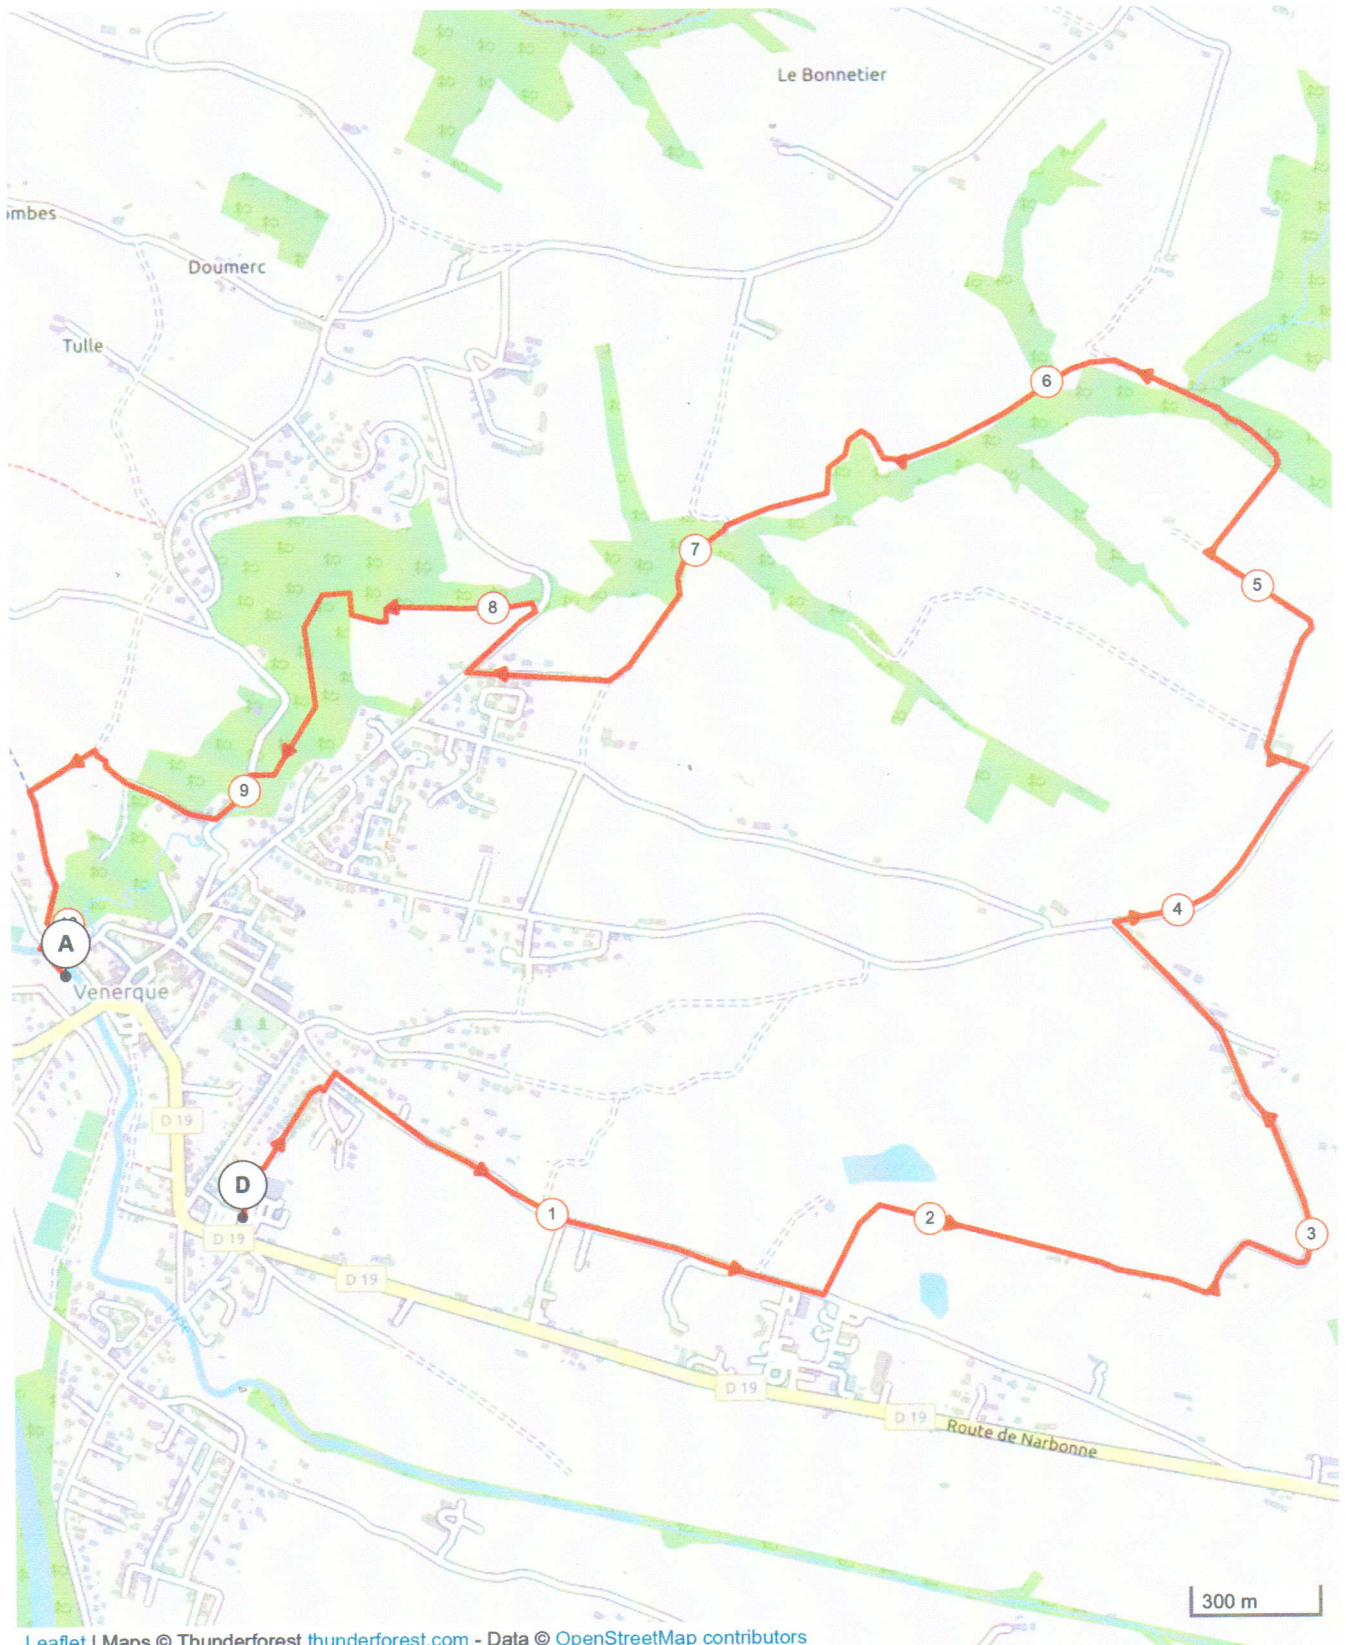 Le Bonnetier
ombes
Doumerc
Tulle
6
7
5
8
9
4
A
Venerque
D 19
D
1
2
3
D 19
D 19
Hyse
D 19
D 19
Route de Narbonne
300 m
Leaflet | Maps © Thunderforest thunderforest.com - Data © OpenStreetMap contributors